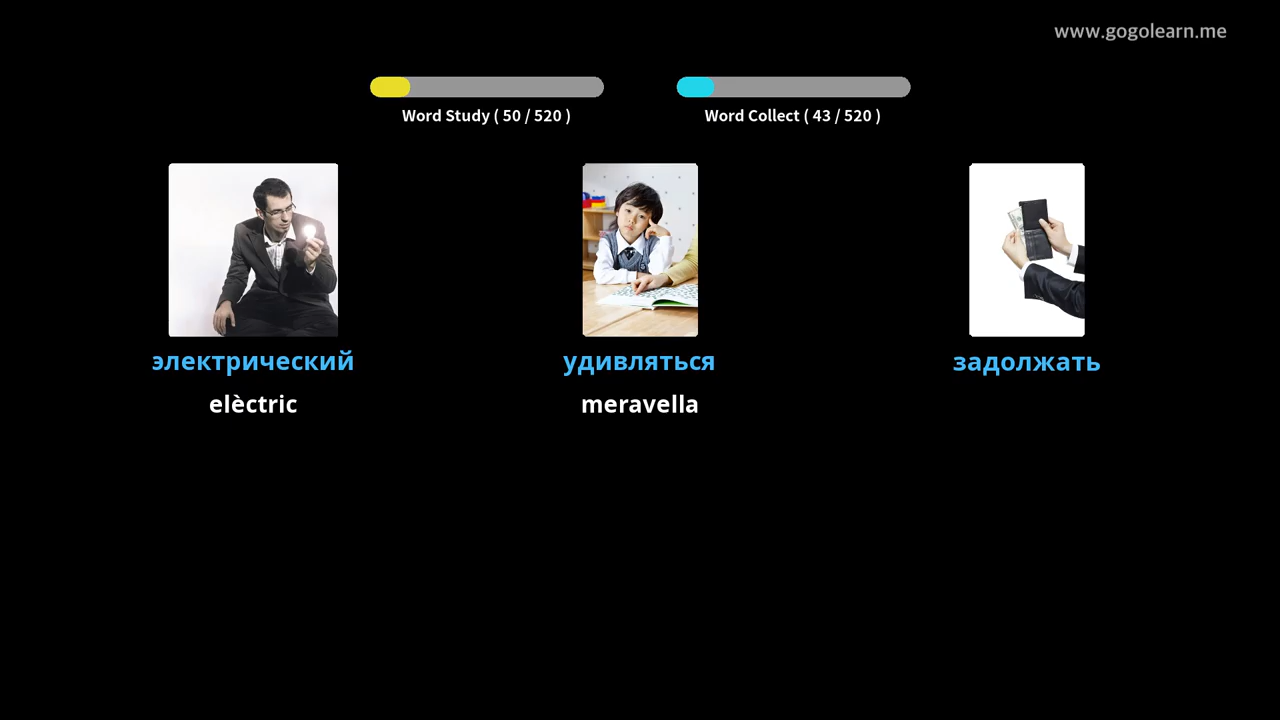 www.gogolearn.me
Word Study ( 50 / 520 )
Word Collect ( 43 / 520 )
электрический
удивляться
задолжать
elèctric
meravella